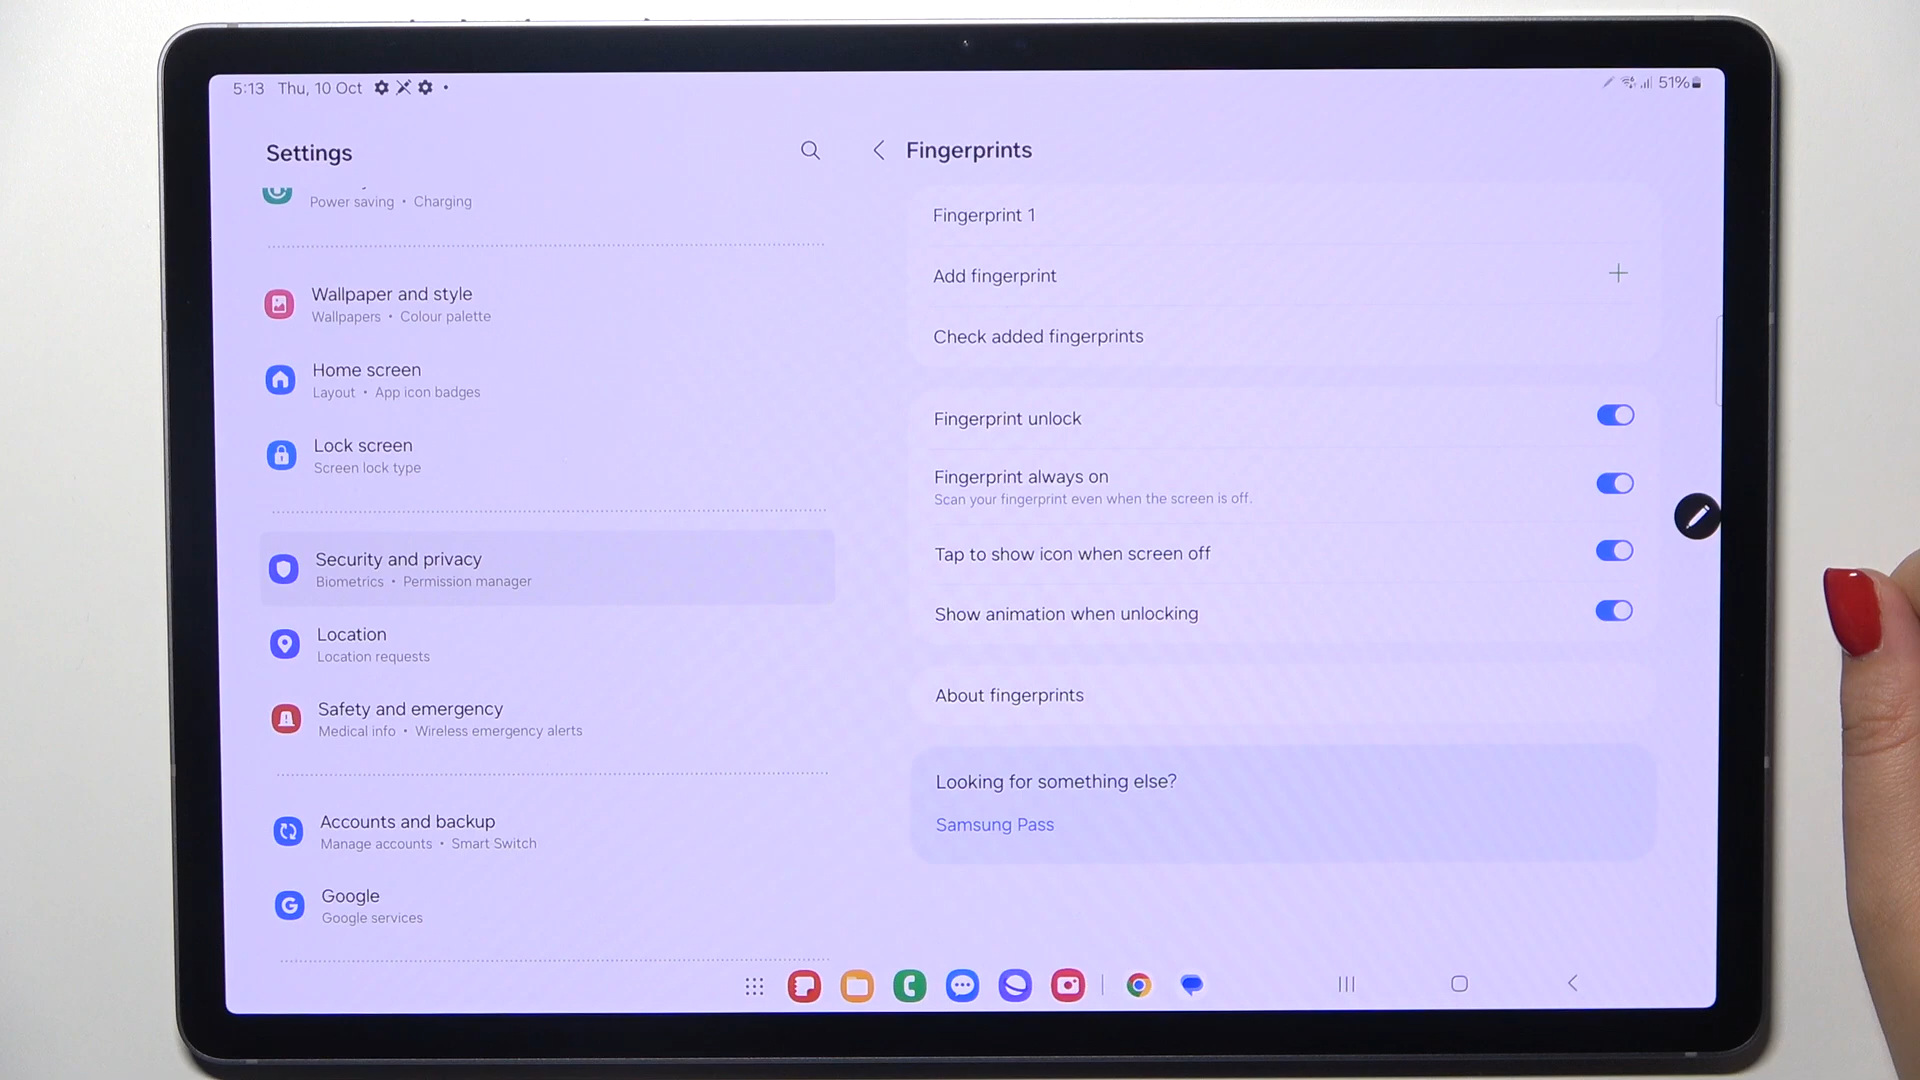 5:13 Thu, 10 Oct
51%
Settings
Power saving • Charging
Wallpaper and style
Wallpapers • Colour palette
Home screen
Layout • App icon badges
Lock screen
Screen lock type
Security and privacy
Biometrics • Permission manager
Location
Location requests
Safety and emergency
Medical info • Wireless emergency alerts
Accounts and backup
Manage accounts • Smart Switch
Google
Google services
Fingerprints
Fingerprint 1
Add fingerprint
Check added fingerprints
Fingerprint unlock
Fingerprint always on
Scan your fingerprint even when the screen is off.
Tap to show icon when screen off
Show animation when unlocking
About fingerprints
Looking for something else?
Samsung Pass